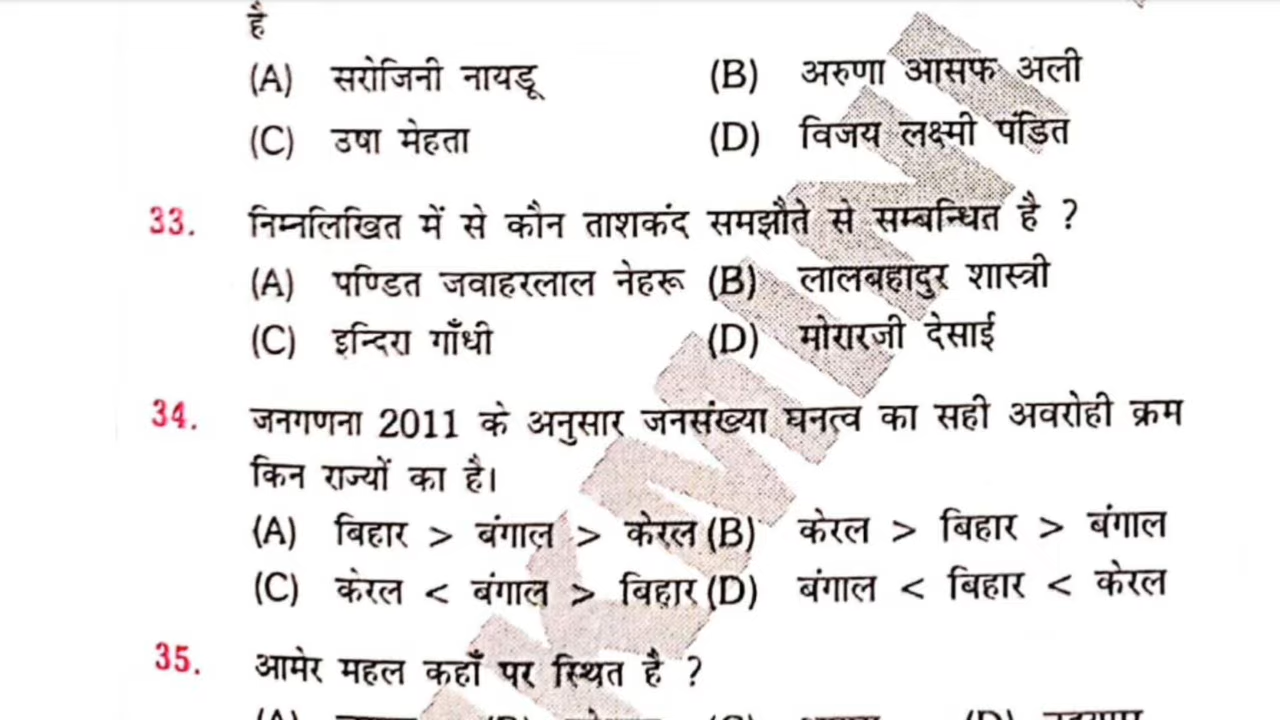 है
(A) सरोजिनी नायडू (B) अरुणा आसफ अली
(C) उषा मेहता (D) विजय लक्ष्मी पंडित
33. निम्नलिखित में से कौन ताशकंद समझौते से सम्बन्धित है ?
(A) पण्डित जवाहरलाल नेहरू (B) लालबहादुर शास्त्री
(C) इन्दिरा गाँधी (D) मोरारजी देसाई
34. जनगणना 2011 के अनुसार जनसंख्या घनत्व का सही अवरोही क्रम
किन राज्यों का है।
(A) बिहार > बंगाल > केरल (B) केरल > बिहार > बंगाल
(C) केरल < बंगाल > बिहार (D) बंगाल < बिहार < केरल
35. आमेर महल कहाँ पर स्थित है ?
(A) (B) (C) (D)